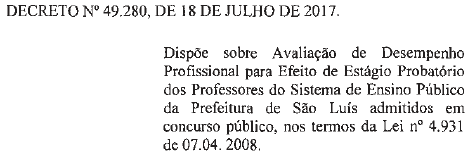 DECRETO Nº 49.280, DE 18 DE JULHO DE 2017.
Dispõe sobre Avaliação de Desempenho
Profissional para Efeito de Estágio Probatório
dos Professores do Sistema de Ensino Público
da Prefeitura de São Luís admitidos em
concurso público, nos termos da Lei nº 4.931
de 07.04. 2008.